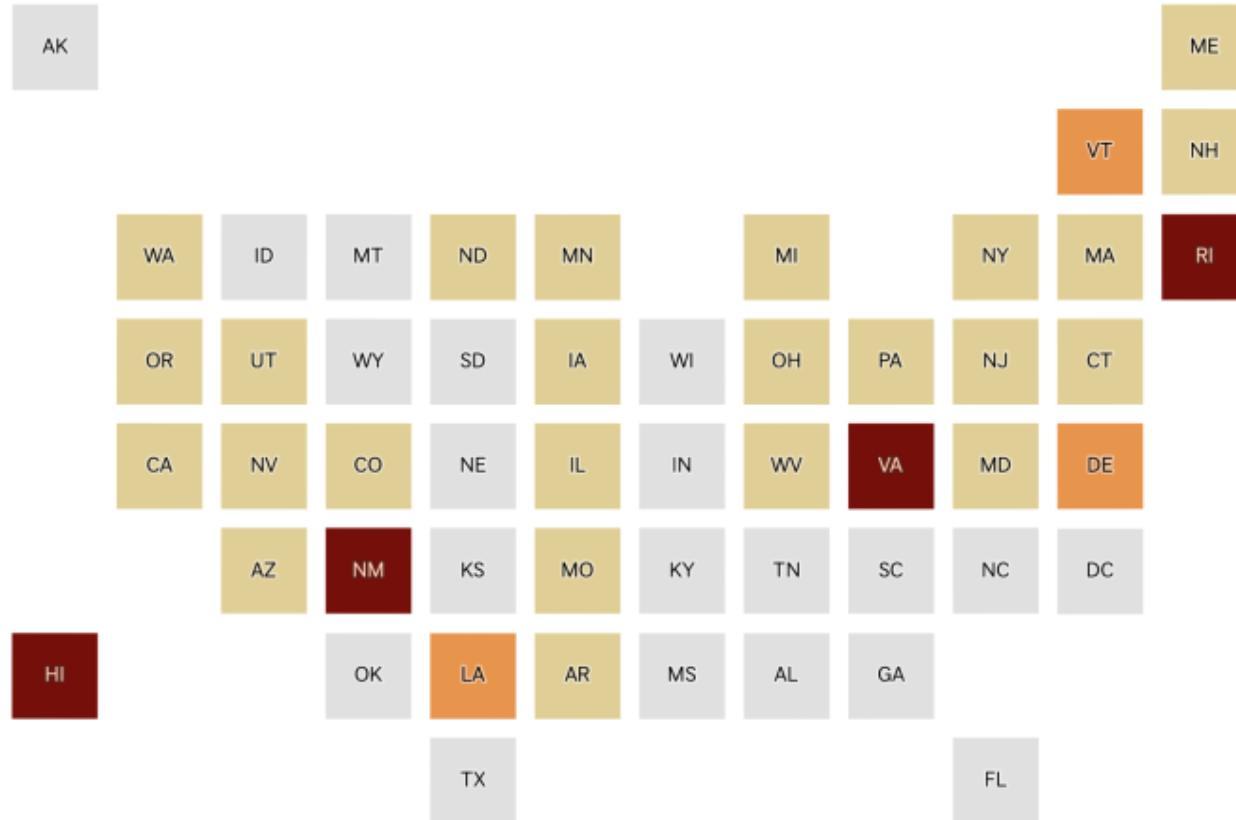 AK ME
VT NH
WA ID MT ND MN MI NY MA RI
OR UT WY SD IA WI OH PA NJ CT
CA NV CO NE IL IN WV VA MD DE
AZ NM KS MO KY TN SC NC DC
HI OK LA AR MS AL GA
TX FL